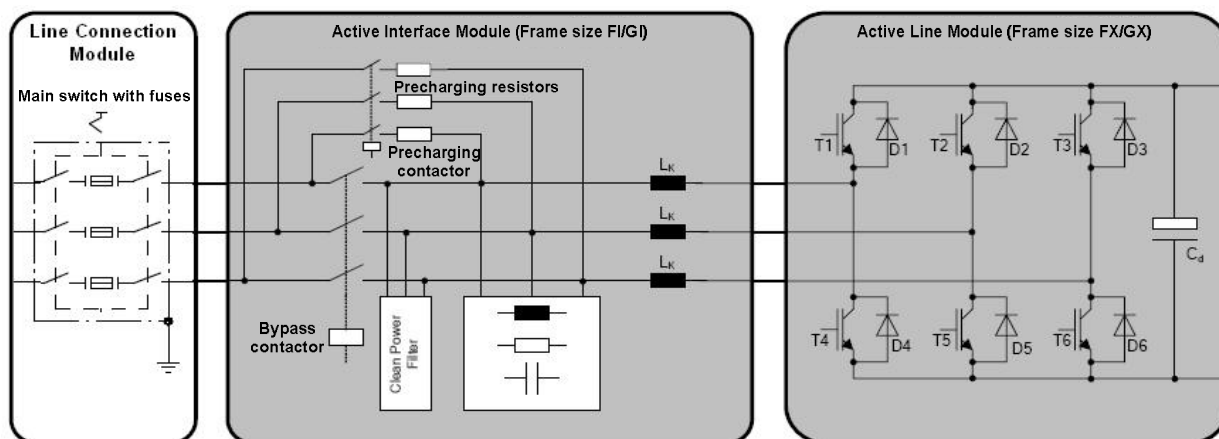 Line Connection
Module
Main switch with fuses
Active Interface Module (Frame size FI/GI)
Precharging resistors
Precharging
contactor
Bypass
contactor
Clean Power
Filter
LK
LK
LK
Active Line Module (Frame size FX/GX)
T1
D1
T2
D2
T3
D3
Cd
T4
D4
T5
D5
T6
D6